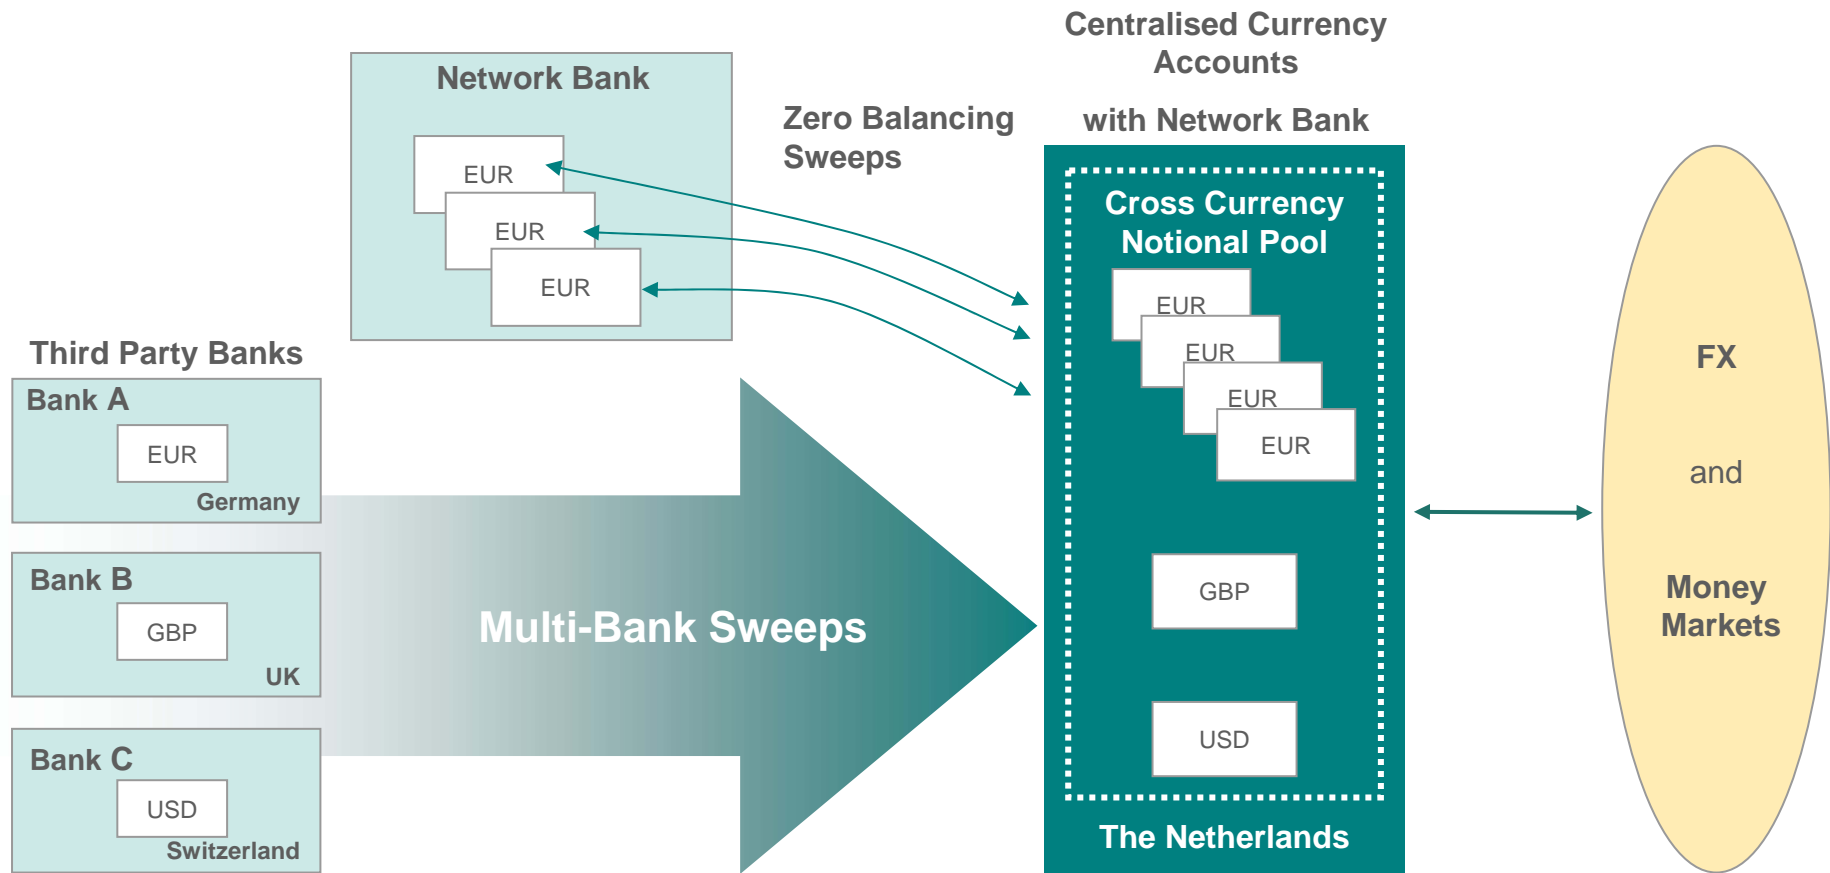 Centralised Currency
Accounts
with Network Bank
Network Bank
EUR
EUR
EUR
Zero Balancing
Sweeps
Third Party Banks
Bank A
EUR
Germany
Bank B
GBP
UK
Bank C
USD
Switzerland
Multi-Bank Sweeps
Cross Currency
Notional Pool
EUR
EUR
EUR
EUR
GBP
USD
The Netherlands
FX
and
Money
Markets